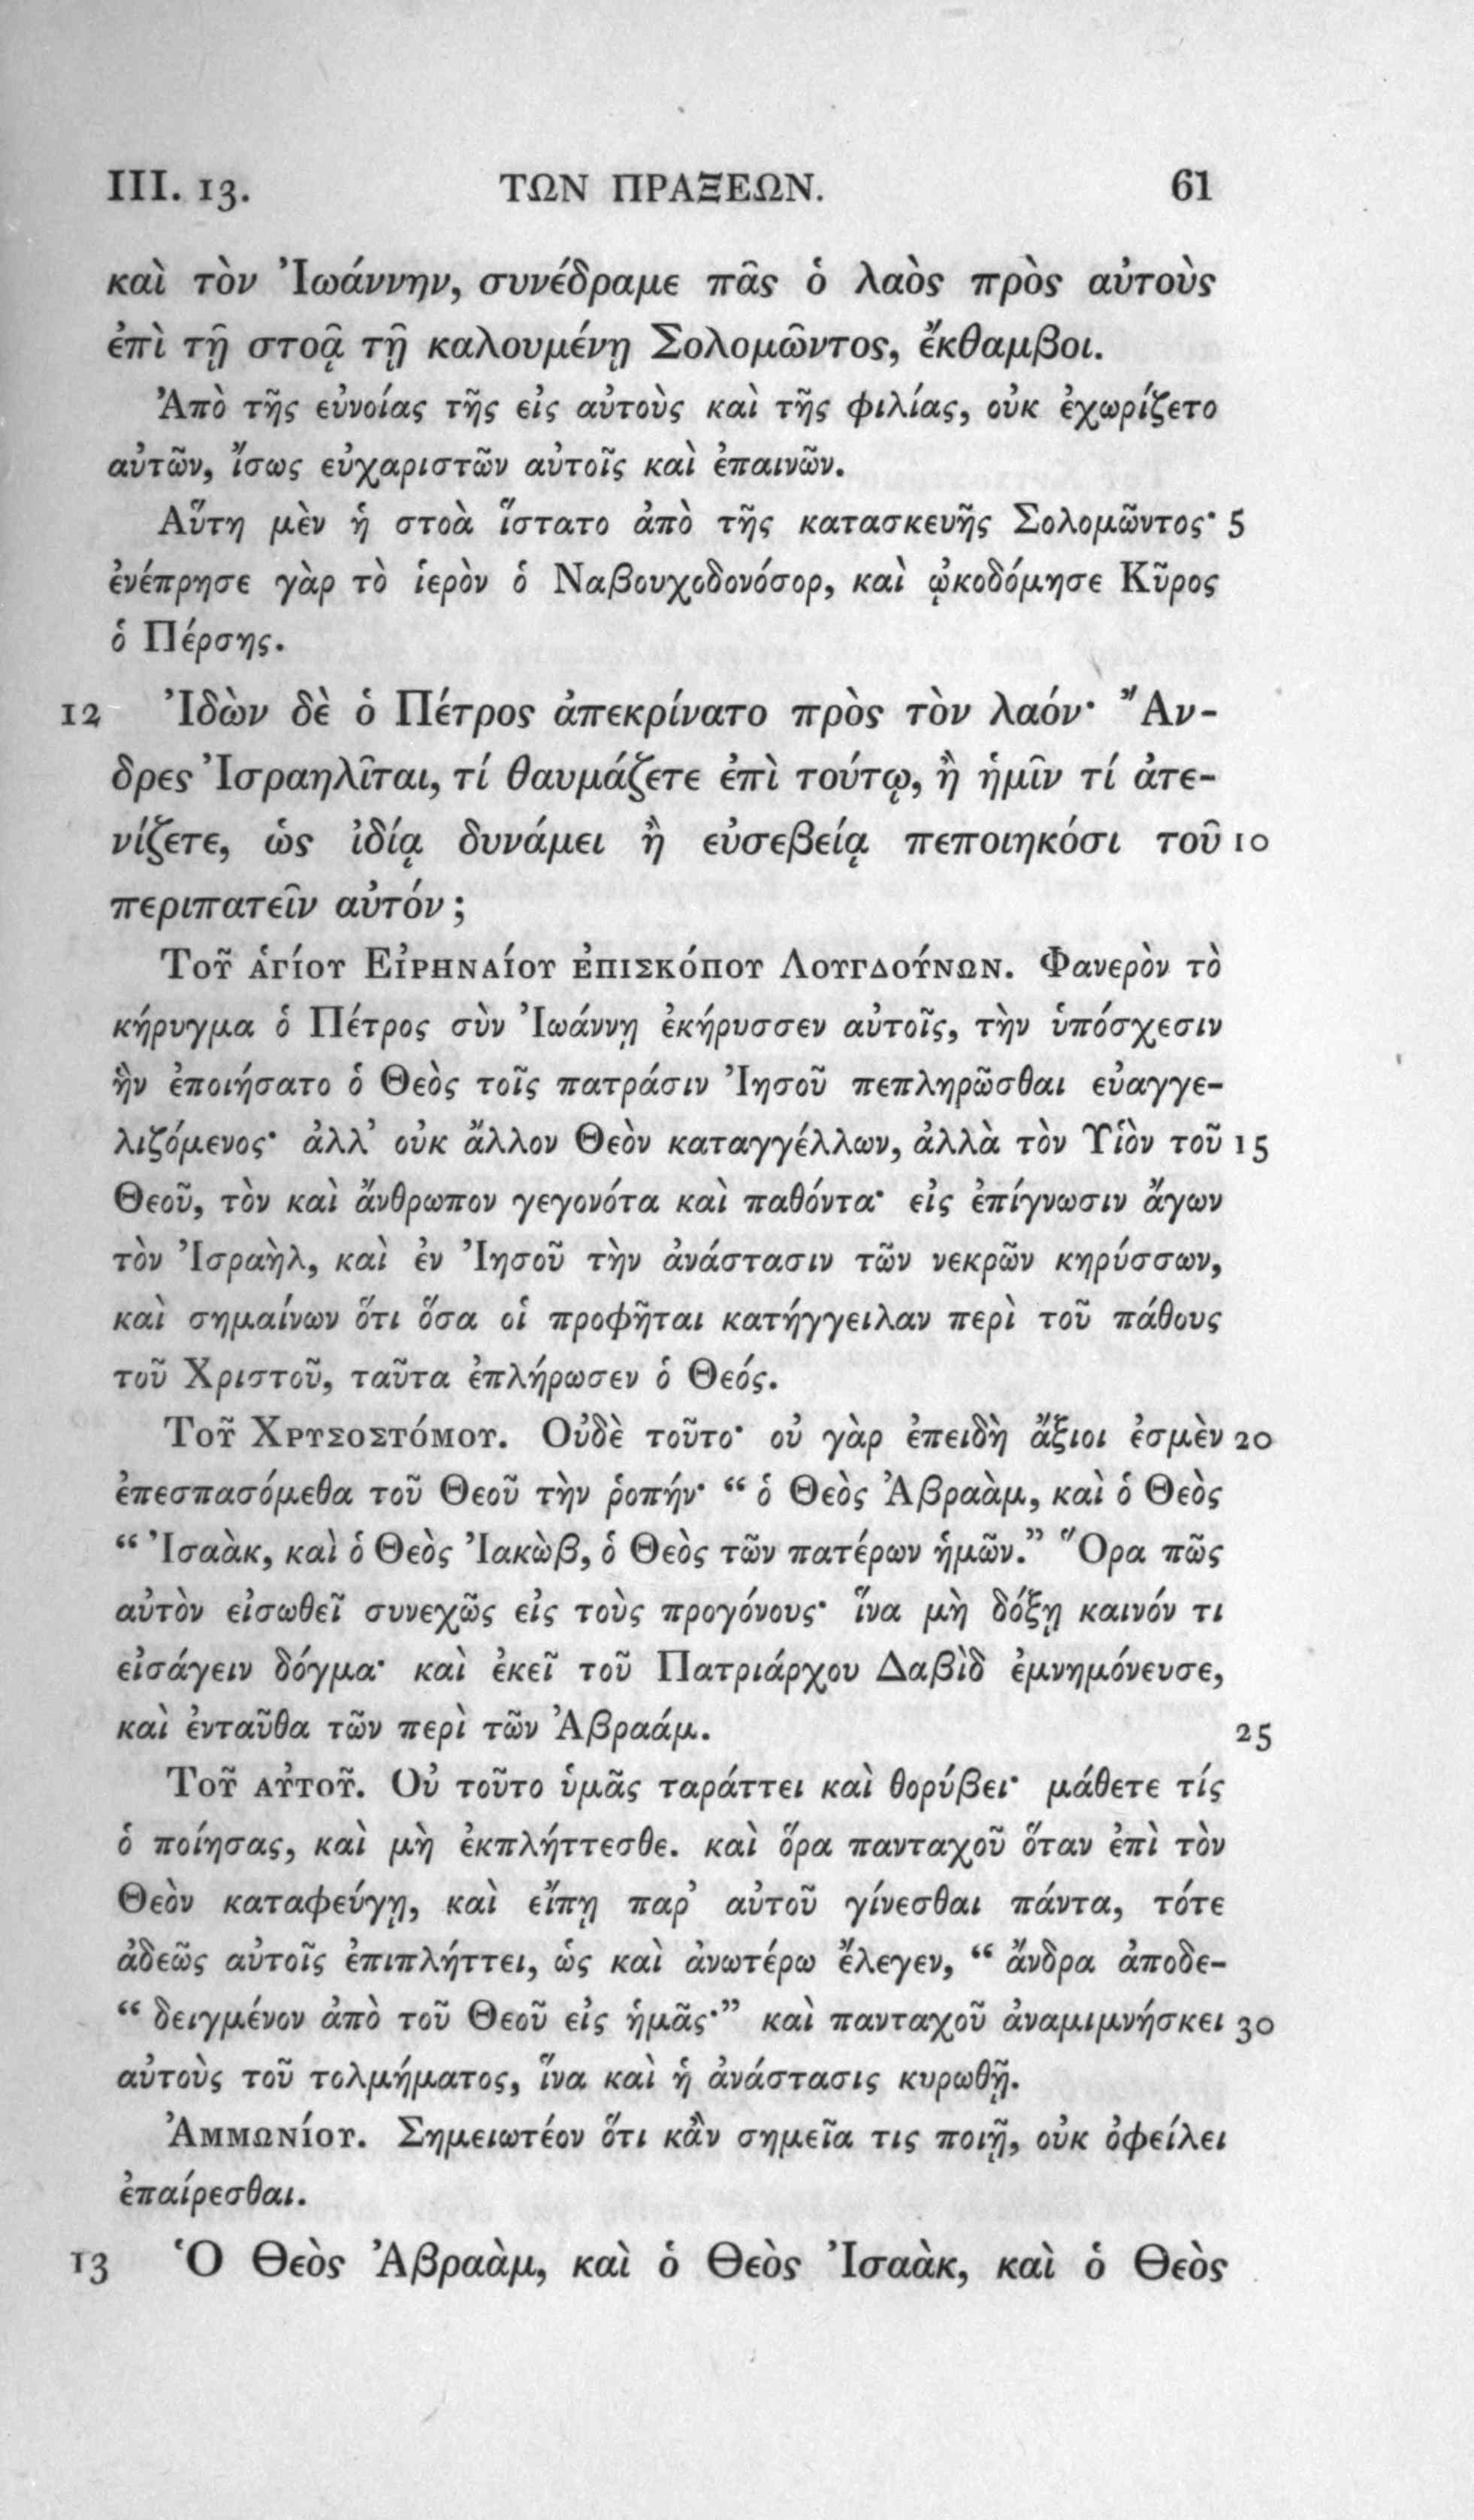 III. 13. ΤΩΝ ΠΡΑΞΕΩΝ. 61
καὶ τὸν Ἰωάννην, συνέδραμε πᾶς ὁ λαὸς πρὸς αὐτοὺς
ἐπὶ τῇ στοᾷ τῇ καλουμένῃ Σολομῶντος, ἔκθαμβοι.
Ἀπὸ τῆς εὐνοίας τῆς εἰς αὐτοὺς καὶ τῆς φιλίας, οὐκ ἐχωρίζετο
αὐτῶν, ἴσως εὐχαριστῶν αὐτοῖς καὶ ἐπαινῶν.
Αὕτη μὲν ἡ στοὰ ἵστατο ἀπὸ τῆς κατασκευῆς Σολομῶντος· 5
ἐνέπρησε γὰρ τὸ ἱερὸν ὁ Ναβουχοδονόσορ, καὶ ᾠκοδόμησε Κῦρος
ὁ Πέρσης.
12 Ἰδὼν δὲ ὁ Πέτρος ἀπεκρίνατο πρὸς τὸν λαόν· Ἄν-
δρες Ἰσραηλῖται, τί θαυμάζετε ἐπὶ τούτῳ, ἢ ἡμῖν τί ἀτε-
νίζετε, ὡς ἰδίᾳ δυνάμει ἢ εὐσεβείᾳ πεποιηκόσι τοῦ 10
περιπατεῖν αὐτόν;
Τοῦ ἁγίου Εἰρηναίου ἐπισκόπου Λουγδούνων. Φανερὸν τὸ
κήρυγμα ὁ Πέτρος σὺν Ἰωάννῃ ἐκήρυσσεν αὐτοῖς, τὴν ὑπόσχεσιν
ἣν ἐποιήσατο ὁ Θεὸς τοῖς πατράσιν Ἰησοῦ πεπληρῶσθαι εὐαγγε-
λιζόμενος· ἀλλ’ οὐκ ἄλλον Θεὸν καταγγέλλων, ἀλλὰ τὸν Υἱὸν τοῦ 15
Θεοῦ, τὸν καὶ ἄνθρωπον γεγονότα καὶ παθόντα· εἰς ἐπίγνωσιν ἄγων
τὸν Ἰσραὴλ, καὶ ἐν Ἰησοῦ τὴν ἀνάστασιν τῶν νεκρῶν κηρύσσων,
καὶ σημαίνων ὅτι ὅσα οἱ προφῆται κατήγγειλαν περὶ τοῦ πάθους
τοῦ Χριστοῦ, ταῦτα ἐπλήρωσεν ὁ Θεός.
Τοῦ Χρυσοστόμου. Οὐδὲ τοῦτο· οὐ γὰρ ἐπειδὴ ἄξιοι ἐσμὲν 20
ἐπεσπασόμεθα τοῦ Θεοῦ τὴν ῥοπήν· “ ὁ Θεὸς Ἀβραὰμ, καὶ ὁ Θεὸς
“ Ἰσαὰκ, καὶ ὁ Θεὸς Ἰακὼβ, ὁ Θεὸς τῶν πατέρων ἡμῶν.” Ὅρα πῶς
αὐτὸν εἰσωθεῖ συνεχῶς εἰς τοὺς προγόνους· ἵνα μὴ δόξῃ καινόν τι
εἰσάγειν δόγμα· καὶ ἐκεῖ τοῦ Πατριάρχου Δαβὶδ ἐμνημόνευσε,
καὶ ἐνταῦθα τῶν περὶ τῶν Ἀβραάμ. 25
Τοῦ αὐτοῦ. Οὐ τοῦτο ὑμᾶς ταράττει καὶ θορύβει· μάθετε τίς
ὁ ποίησας, καὶ μὴ ἐκπλήττεσθε. καὶ ὅρα πανταχοῦ ὅταν ἐπὶ τὸν
Θεὸν καταφεύγῃ, καὶ εἴπῃ παρ’ αὐτοῦ γίνεσθαι πάντα, τότε
ἀδεῶς αὐτοῖς ἐπιπλήττει, ὡς καὶ ἀνωτέρω ἔλεγεν, “ ἄνδρα ἀποδε-
“ δειγμένον ἀπὸ τοῦ Θεοῦ εἰς ἡμᾶς·” καὶ πανταχοῦ ἀναμιμνήσκει 30
αὐτοὺς τοῦ τολμήματος, ἵνα καὶ ἡ ἀνάστασις κυρωθῇ.
Ἀμμωνίου. Σημειωτέον ὅτι κἂν σημεῖα τις ποιῇ, οὐκ ὀφείλει
ἐπαίρεσθαι.
13 Ὁ Θεὸς Ἀβραὰμ, καὶ ὁ Θεὸς Ἰσαὰκ, καὶ ὁ Θεὸς